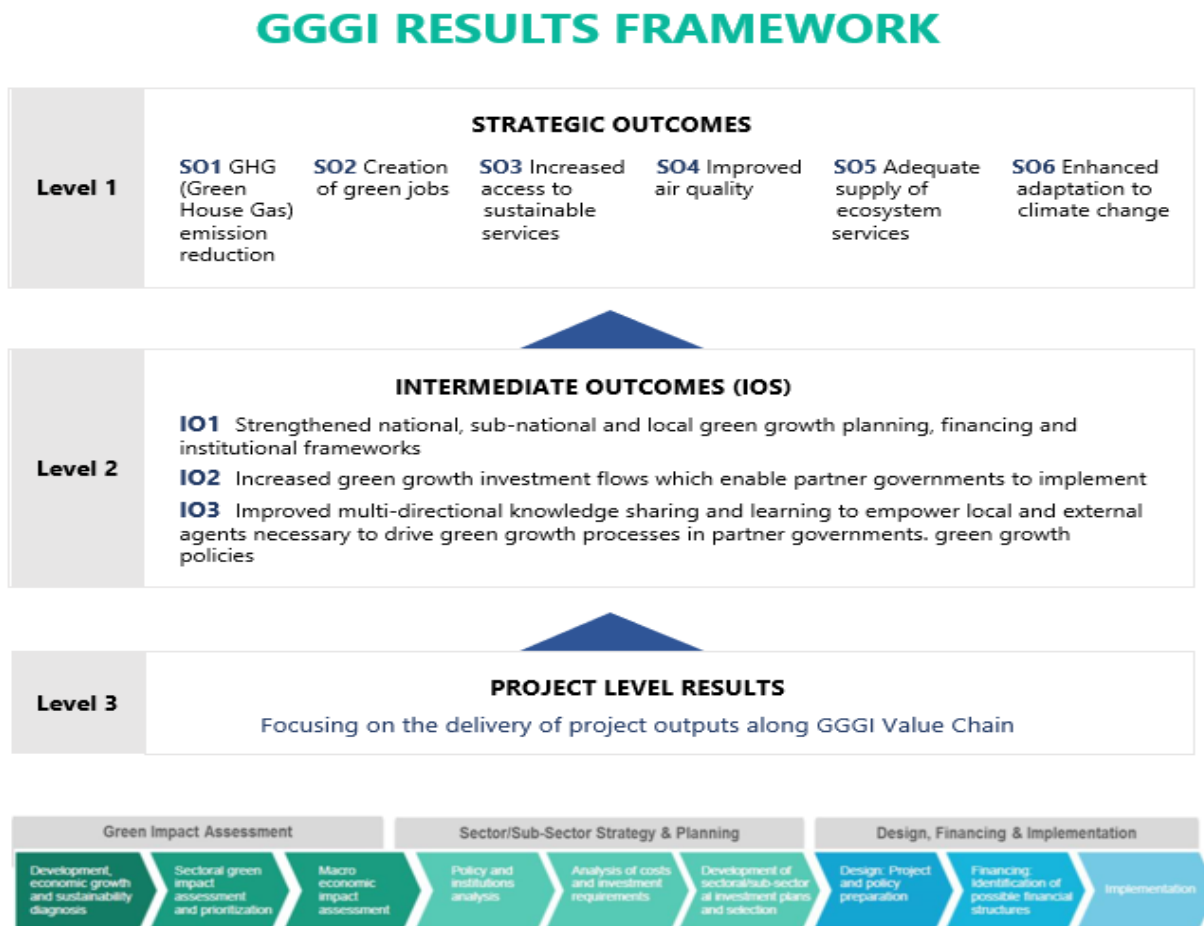 GGGI RESULTS FRAMEWORK
Level 1
STRATEGIC OUTCOMES
SO1 GHG
(Green
House Gas)
emission
reduction
SO2 Creation
of green jobs
SO3 Increased
access to
sustainable
services
SO4 Improved
air quality
SO5 Adequate
supply of
ecosystem
services
SO6 Enhanced
adaptation to
climate change
Level 2
INTERMEDIATE OUTCOMES (IOS)
IO1 Strengthened national, sub-national and local green growth planning, financing and
institutional frameworks
IO2 Increased green growth investment flows which enable partner governments to implement
IO3 Improved multi-directional knowledge sharing and learning to empower local and external
agents necessary to drive green growth processes in partner governments. green growth
policies
Level 3
PROJECT LEVEL RESULTS
Focusing on the delivery of project outputs along GGGI Value Chain
Green Impact Assessment
Development,
economic growth
and sustainability
diagnosis
Sectoral green
impact
assessment
and prioritization
Macro
economic
impact
assessment
Sector/Sub-Sector Strategy & Planning
Policy and
institutions
analysis
Analysis of costs
and investment
requirements
Development of
sectoral/sub-sector
al investment plans
and selection
Design, Financing & Implementation
Design: Project
and policy
preparation
Financing:
Identification of
possible financial
structures
Implementation